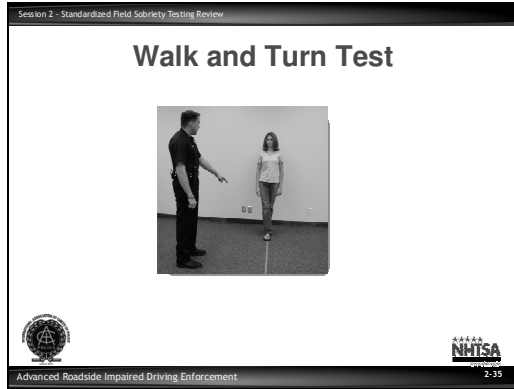 Session 2 - Standardized Field Sobriety Testing Review
Walk and Turn Test
NHTSA
Advanced Roadside Impaired Driving Enforcement
2-35